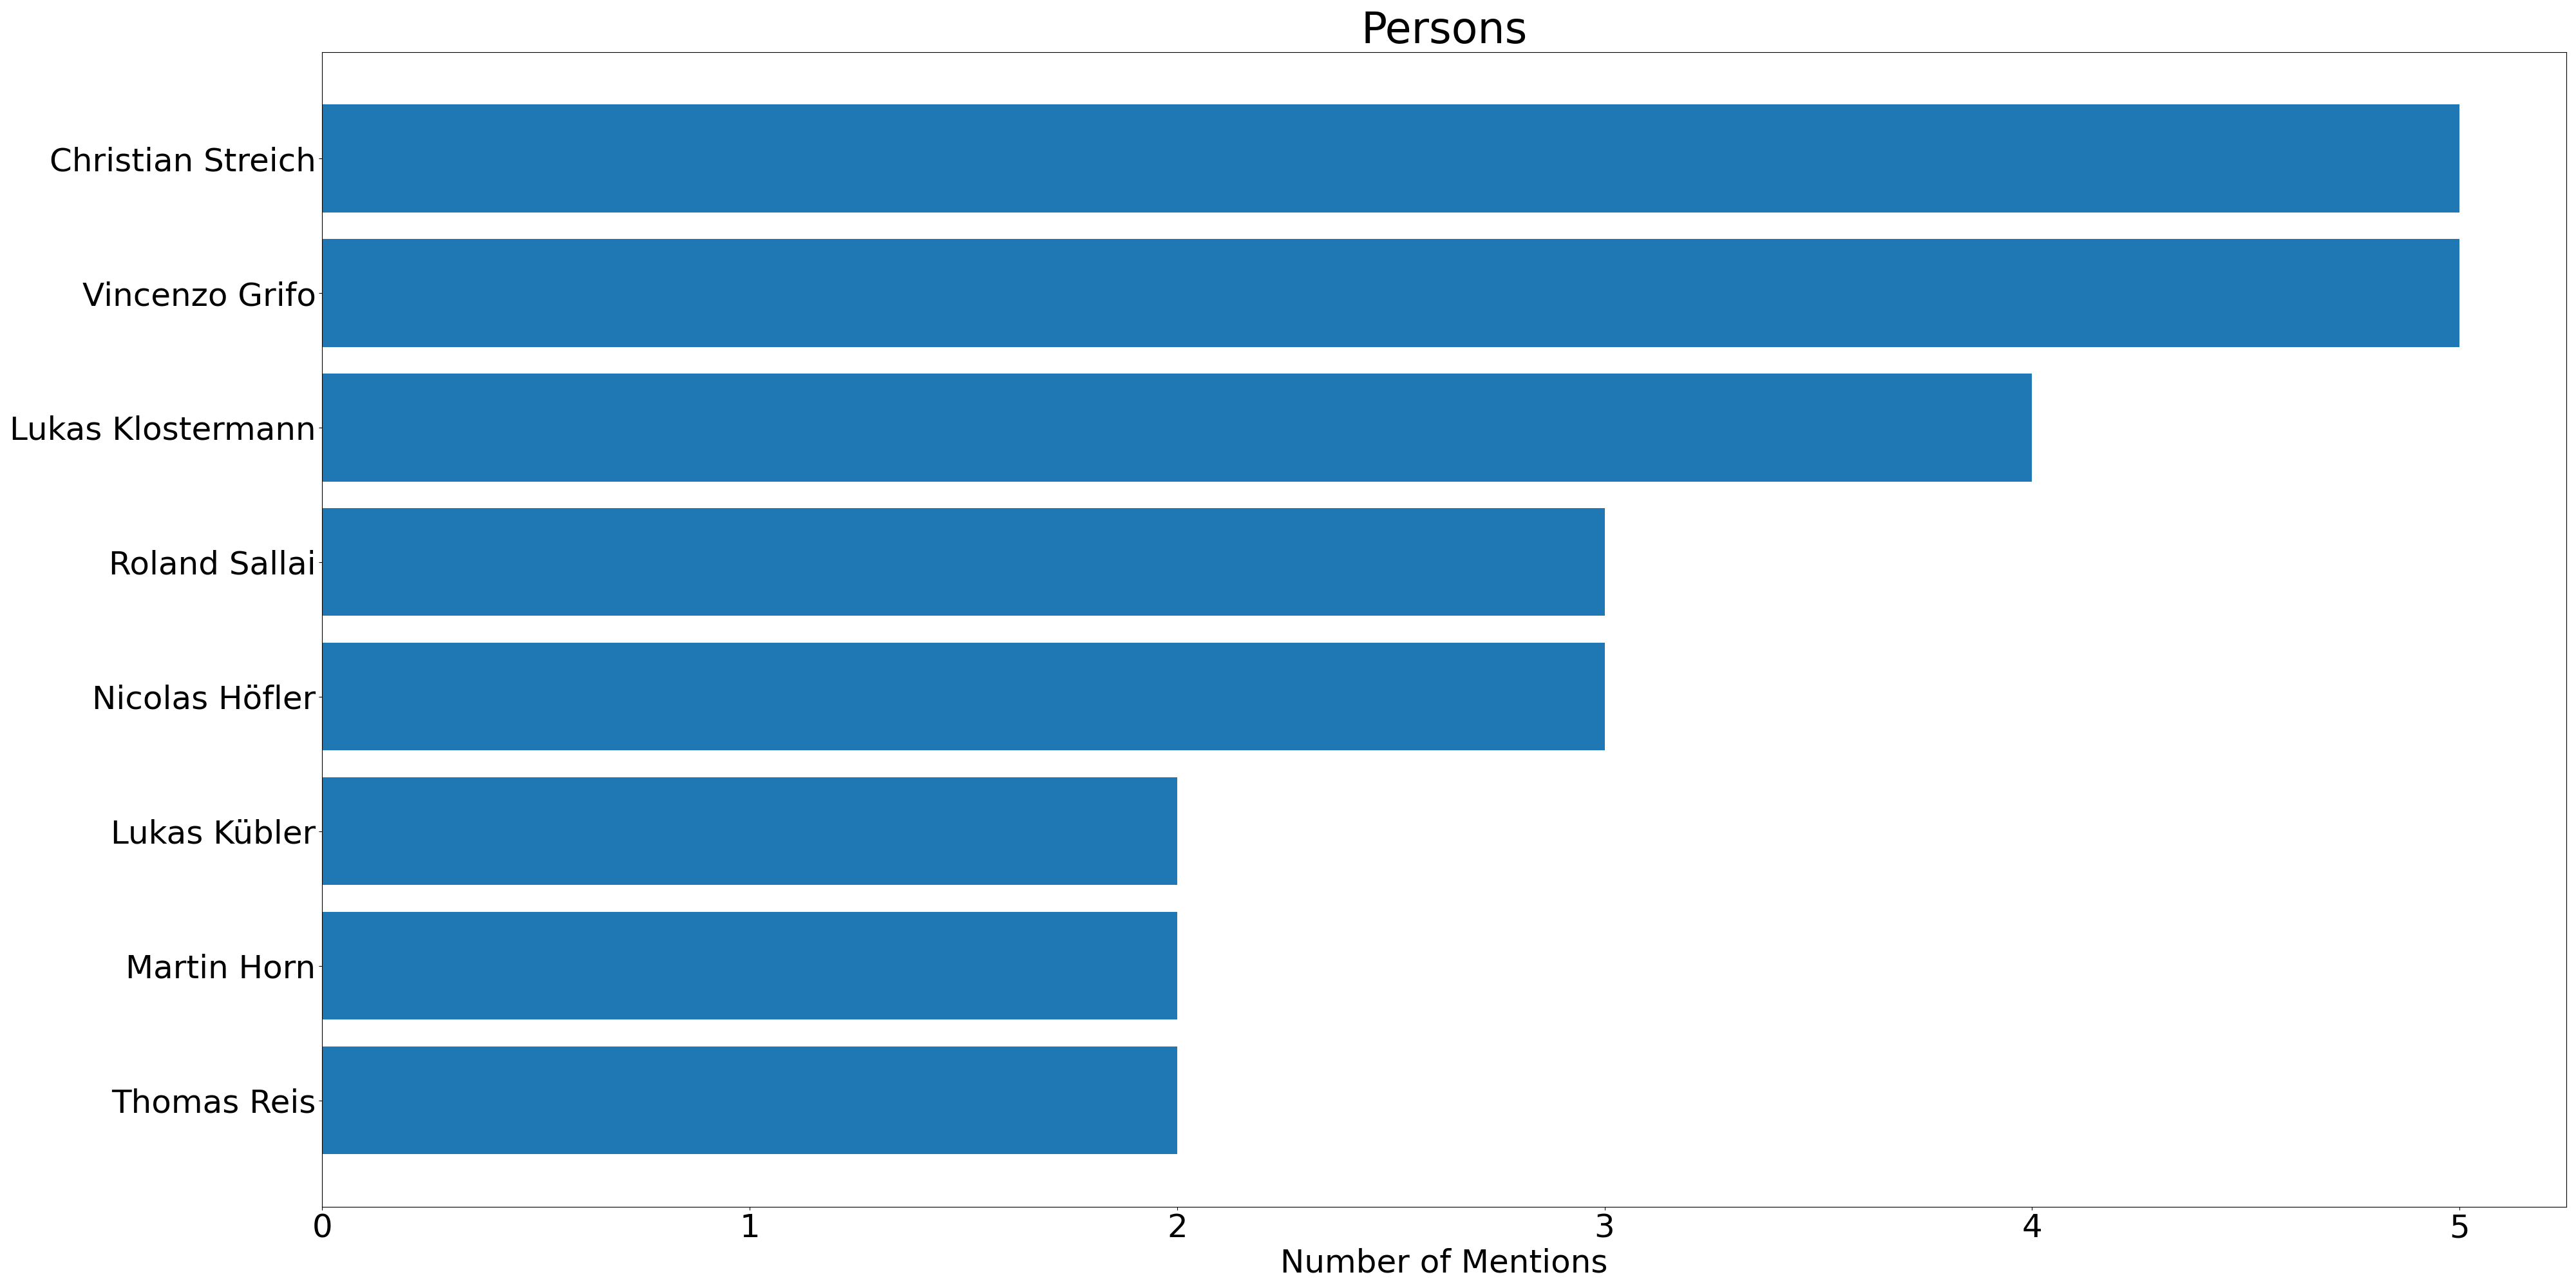 Persons
Christian Streich
Vincenzo Grifo
Lukas Klostermann
Roland Sallai
Nicolas Höfler
Lukas Kübler
Martin Horn
Thomas Reis
0 1 2 3 4 5
Number of Mentions